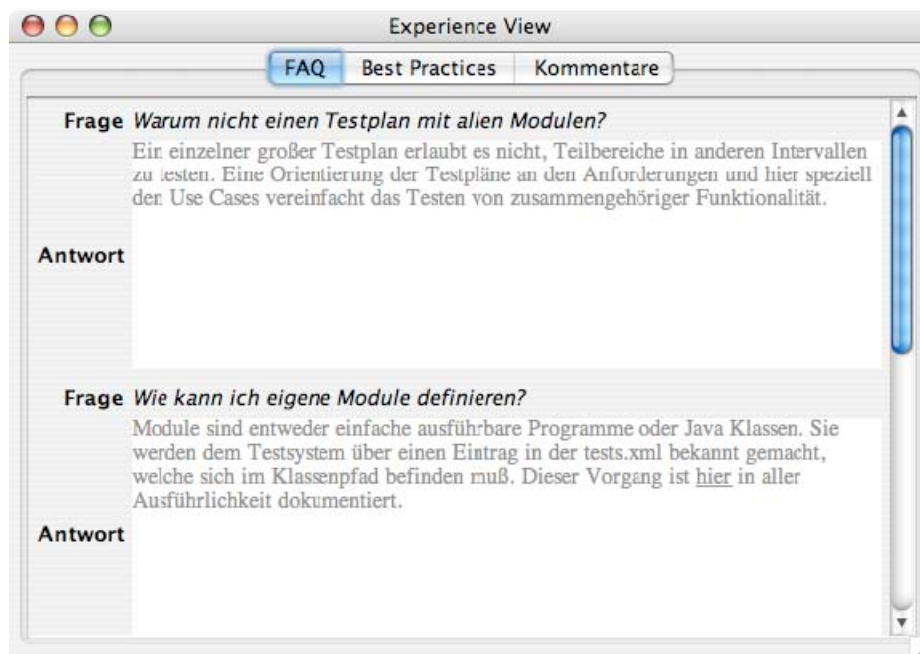 Experience View
FAQ Best Practices Kommentare
Frage Warum nicht einen Testplan mit allen Modulen?
Ein einzelner großer Testplan erlaubt es nicht, Teilbereiche in anderen Intervallen
zu testen. Eine Orientierung der Testpläne an den Anforderungen und hier speziell
den Use Cases vereinfacht das Testen von zusammengehöriger Funktionalität.
Antwort
Frage Wie kann ich eigene Module definieren?
Module sind entweder einfache ausführbare Programme oder Java Klassen. Sie
werden dem Testsystem über einen Eintrag in der tests.xml bekannt gemacht,
welche sich im Klassenpfad befinden muß. Dieser Vorgang ist hier in aller
Ausführlichkeit dokumentiert.
Antwort